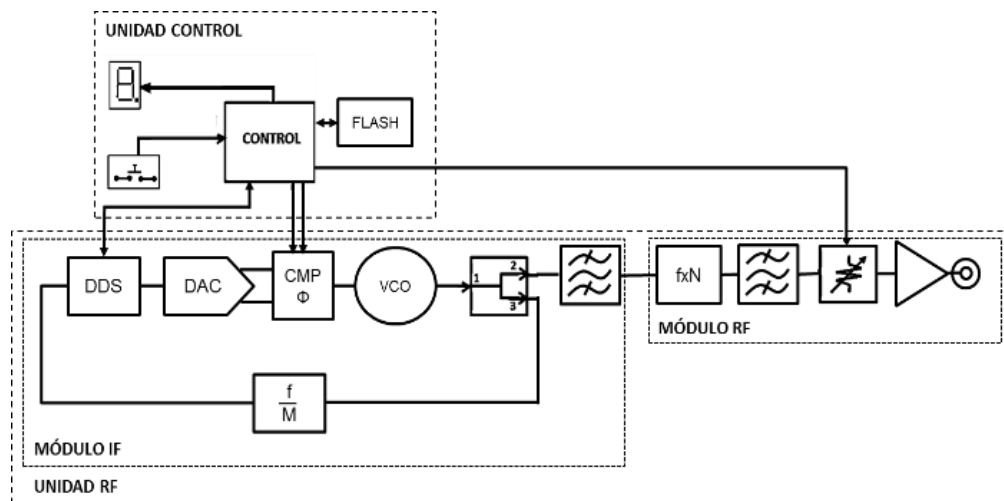 UNIDAD CONTROL
CONTROL
FLASH
DDS
DAC
CMP
Φ
VCO
1
2
3
fxN
MÓDULO RF
f
M
MÓDULO IF
UNIDAD RF